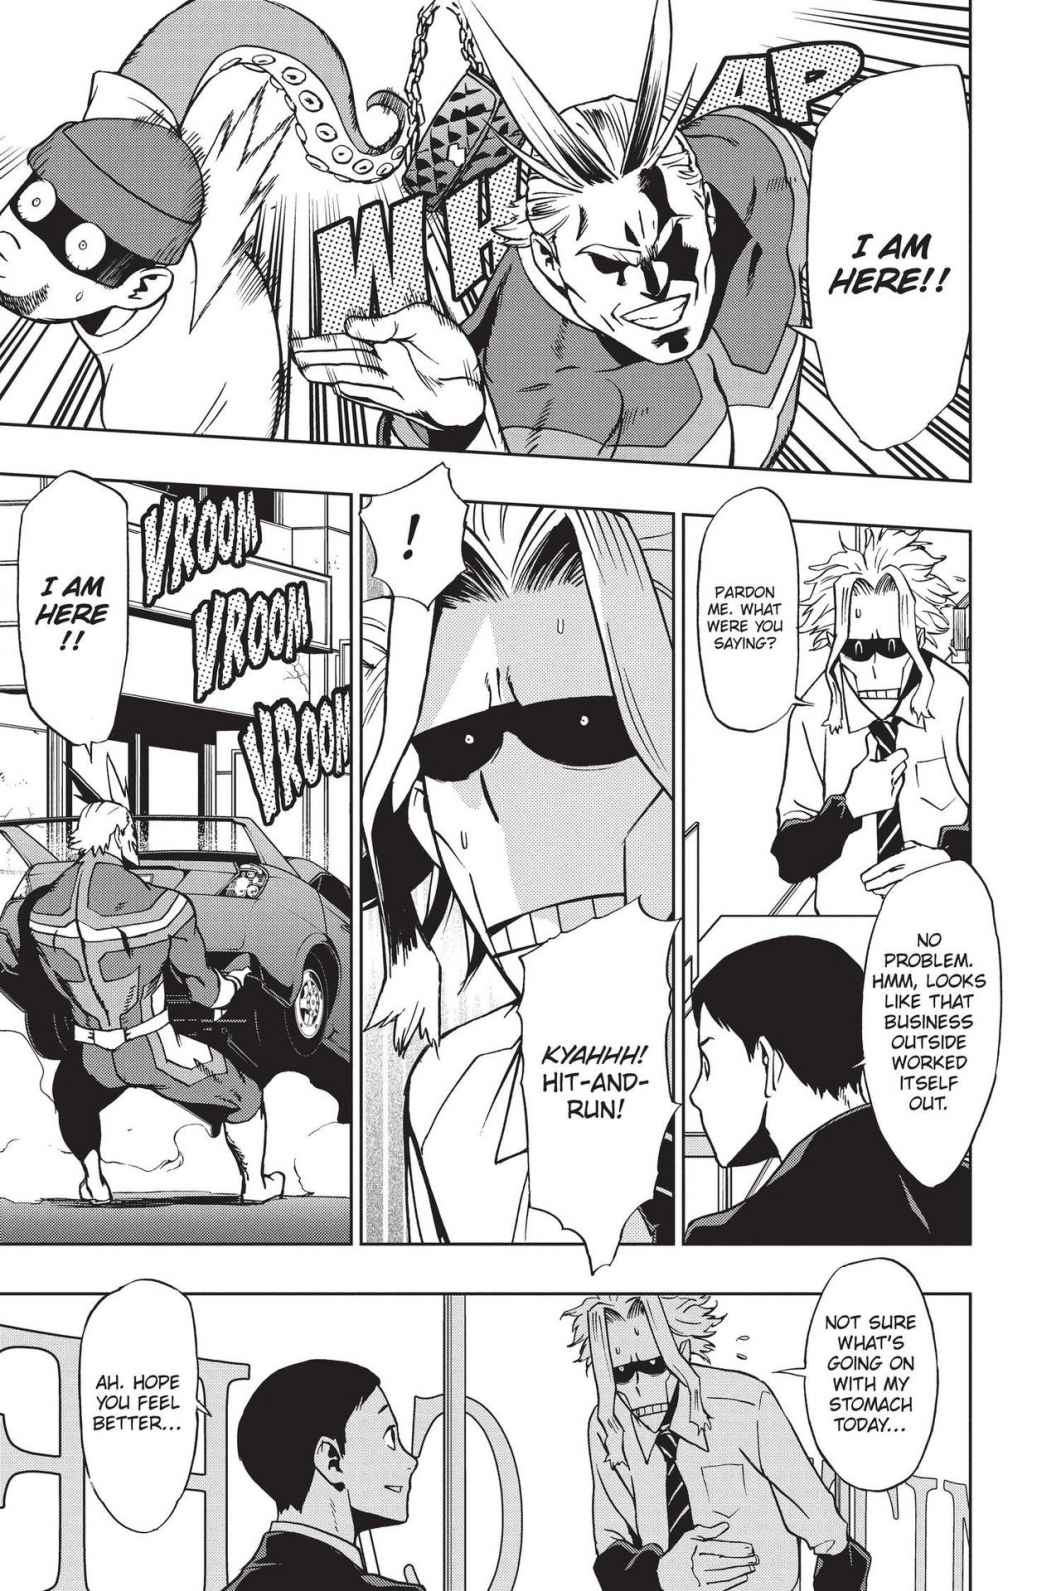 I AM
HERE!!
WHAP
PARDON
ME. WHAT
WERE YOU
SAYING?
NO
PROBLEM.
HMM, LOOKS
LIKE THAT
BUSINESS
OUTSIDE
WORKED
ITSELF
OUT.
!
KYAHHH!
HIT-AND-
RUN!
I AM
HERE
!!
VROOM
VROOM
VROOM
NOT SURE
WHAT'S
GOING ON
WITH MY
STOMACH
TODAY...
AH. HOPE
YOU FEEL
BETTER...